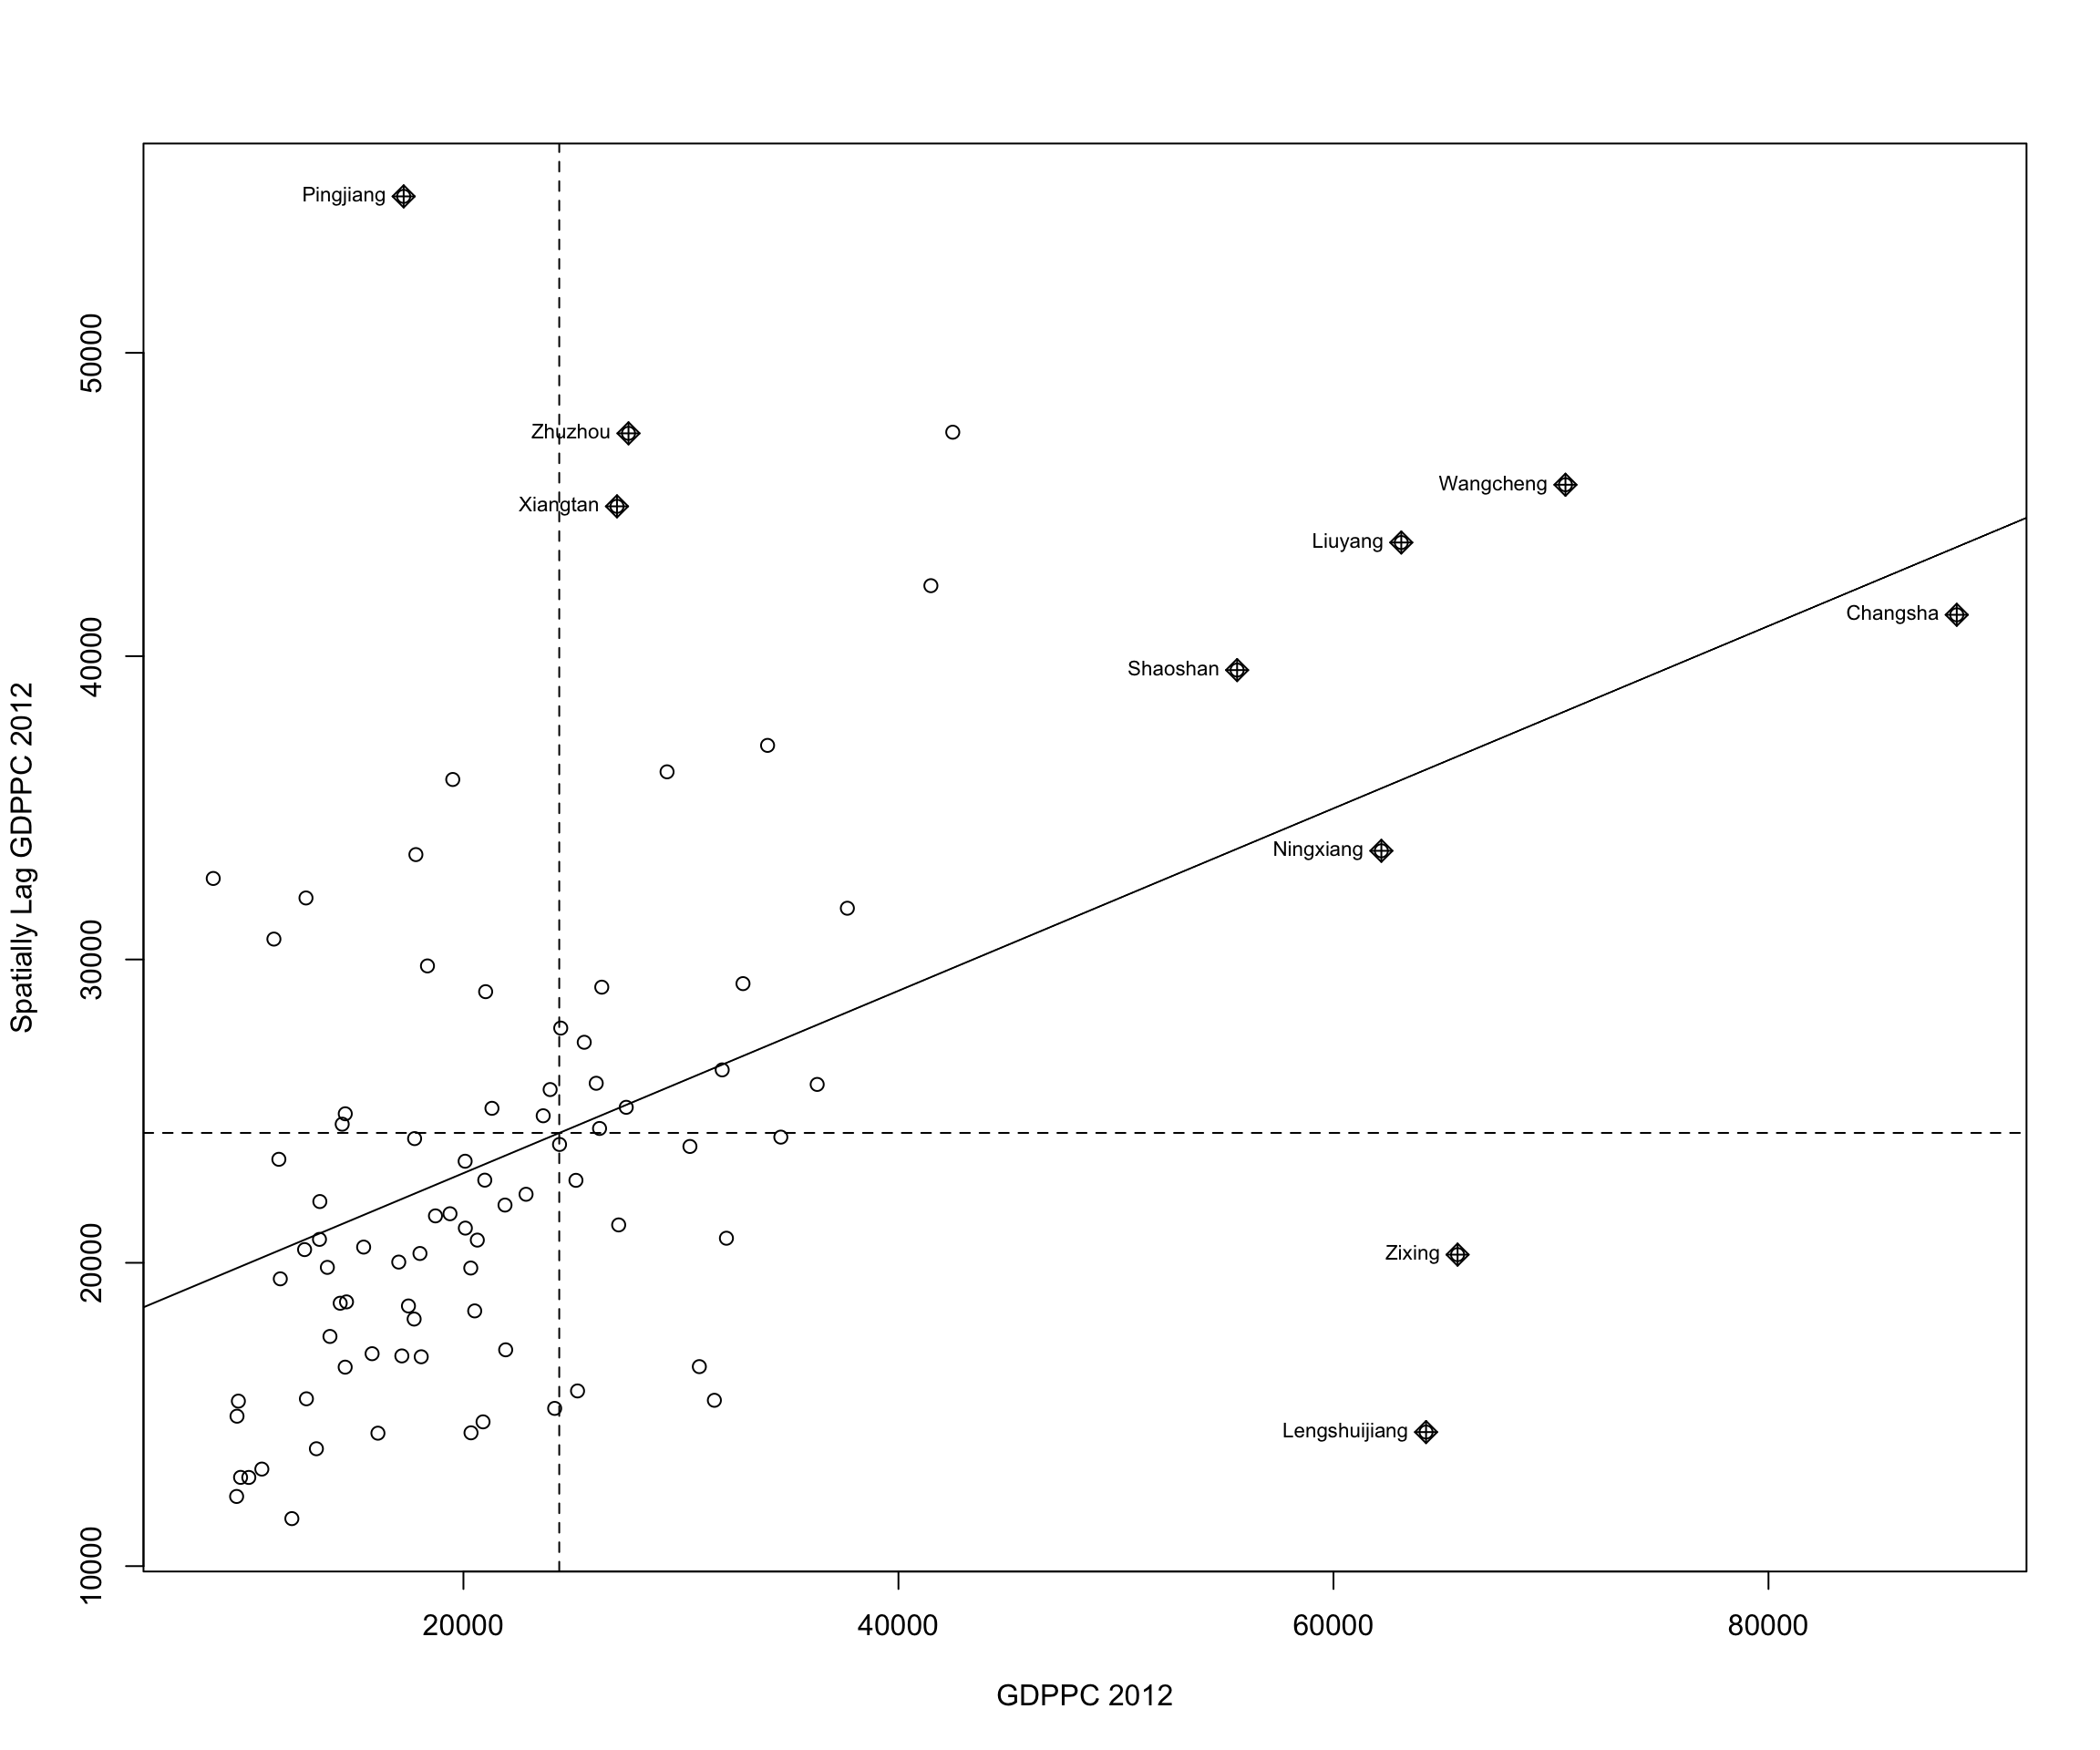 Pingjiang
50000
Zhuzhou
Wangcheng
Xiangtan
Liuyang
Changsha
40000
Shaoshan
Spatially Lag GDPPC 2012
Ningxiang
30000
20000
Zixing
Lengshuijiang
10000
20000 40000 60000 80000
GDPPC 2012